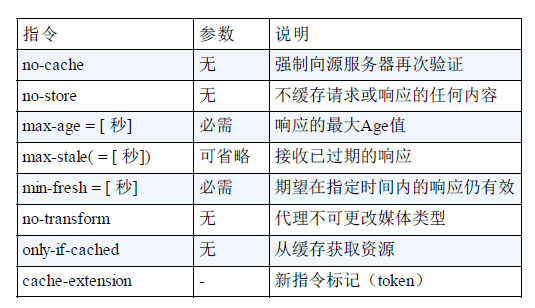 指令 参数 说明
no-cache 无 强制向源服务器再次验证
no-store 无 不缓存请求或响应的任何内容
max-age = [ 秒] 必需 响应的最大Age值
max-stale( = [ 秒]) 可省略 接收已过期的响应
min-fresh = [ 秒] 必需 期望在指定时间内的响应仍有效
no-transform 无 代理不可更改媒体类型
only-if-cached 无 从缓存获取资源
cache-extension - 新指令标记（token）